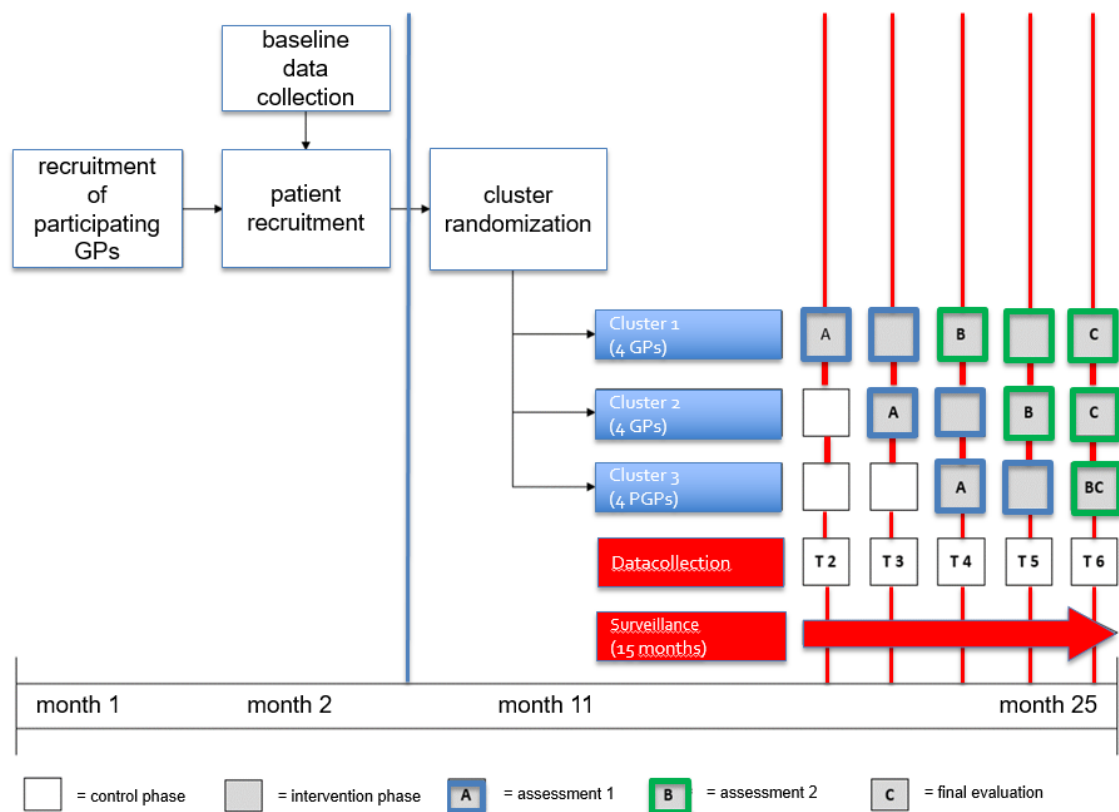 baseline
data
collection
recruitment
of
participating
GPs
patient
recruitment
cluster
randomization
Cluster 1
(4 GPs)
A
B
C
Cluster 2
(4 GPs)
A
B
C
Cluster 3
(4 PGPs)
A
BC
Datacollection
T 2
T 3
T 4
T 5
T 6
Surveillance
(15 months)
month 1
month 2
month 11
month 25
= control phase
= intervention phase
A
= assessment 1
B
= assessment 2
C
= final evaluation